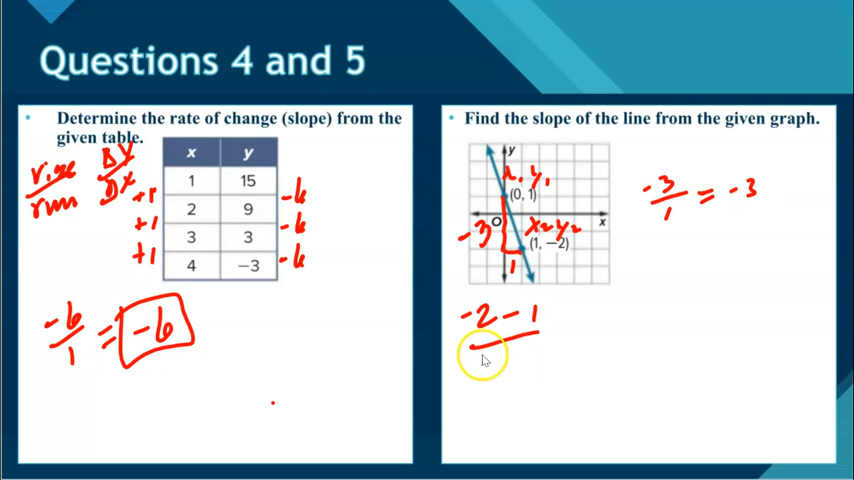 Questions 4 and 5
• Determine the rate of change (slope) from the
given table.
rise
run
ΔY
ΔX
x y
1 15
2 9
3 3
4 −3
+1
+1
+1
-6
-6
-6
-6
1
= -6
• Find the slope of the line from the given graph.
y
x, y,
(0, 1)
O
x
-3
x2 y2
(1, −2)
1
-3
1
= -3
-2 - 1